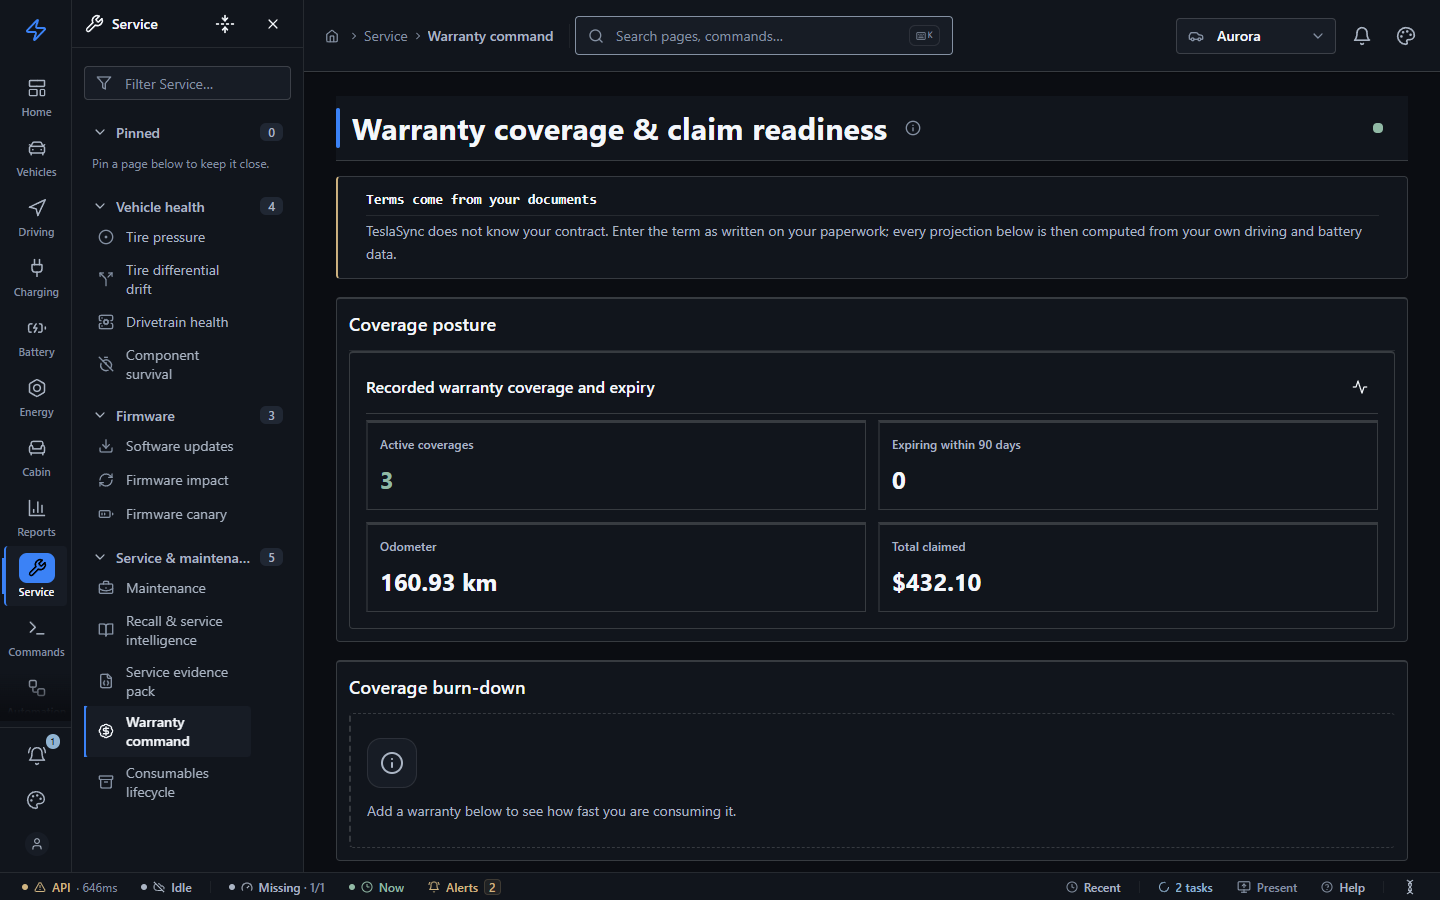 Service
Service
Warranty command
Search pages, commands...
K
Aurora
Home
Vehicles
Driving
Charging
Battery
Energy
Cabin
Reports
Service
Commands
1
Filter Service...
Pinned
0
Pin a page below to keep it close.
Vehicle health
4
Tire pressure
Tire differential
drift
Drivetrain health
Component
survival
Firmware
3
Software updates
Firmware impact
Firmware canary
Service & maintena...
5
Maintenance
Recall & service
intelligence
Service evidence
pack
Warranty
command
Consumables
lifecycle
Warranty coverage & claim readiness
Terms come from your documents
TeslaSync does not know your contract. Enter the term as written on your paperwork; every projection below is then computed from your own driving and battery
data.
Coverage posture
Recorded warranty coverage and expiry
Active coverages
3
Expiring within 90 days
0
Odometer
160.93 km
Total claimed
$432.10
Coverage burn-down
Add a warranty below to see how fast you are consuming it.
API · 646ms
Idle
Missing · 1/1
Now
Alerts 2
Recent
2 tasks
Present
Help